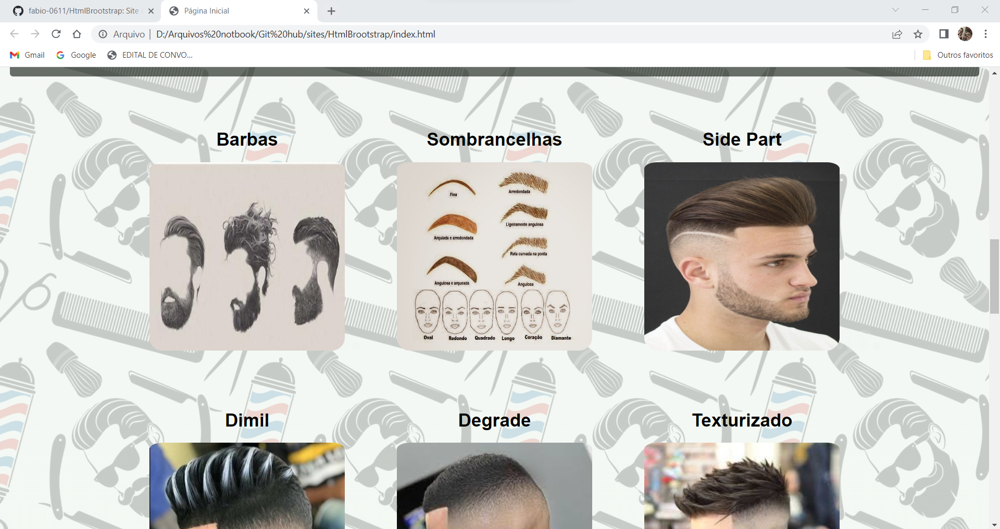 fabio-0611/HtmlBrootstrap: Site
Página Inicial
Arquivo | D:/Arquivos%20notbook/Git%20hub/sites/HtmlBrootstrap/index.html
Gmail
Google
EDITAL DE CONVO...
Outros favoritos
Barbas
Sombrancelhas
Side Part
Fina
Arredondada
Arquiada e arredondada
Ligeiramente angulosa
Reta curvada na ponta
Angulosa e arqueada
Angulosa
Oval
Redondo
Quadrado
Longo
Coração
Diamante
Dimil
Degrade
Texturizado